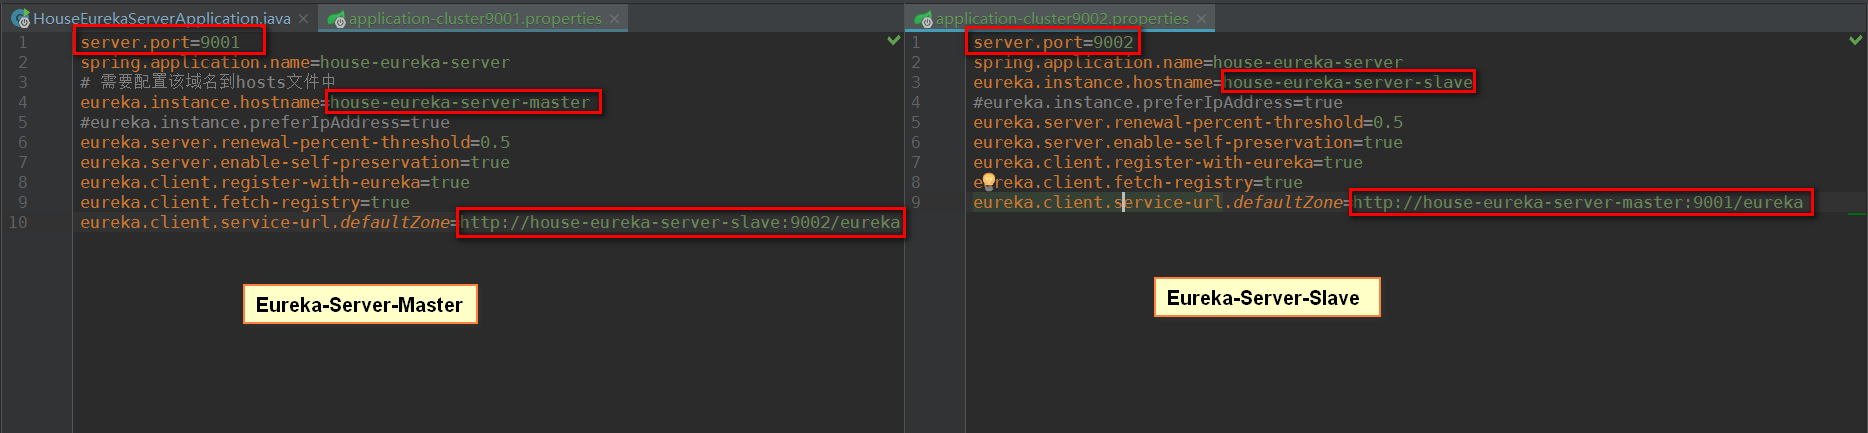 HouseEurekaServerApplication.java
application-cluster9001.properties
application-cluster9002.properties
1 server.port=9001
2 spring.application.name=house-eureka-server
3 # 需要配置该域名到hosts文件中
4 eureka.instance.hostname=house-eureka-server-master
5 #eureka.instance.preferIpAddress=true
6 eureka.server.renewal-percent-threshold=0.5
7 eureka.server.enable-self-preservation=true
8 eureka.client.register-with-eureka=true
9 eureka.client.fetch-registry=true
10 eureka.client.service-url.defaultZone=http://house-eureka-server-slave:9002/eureka
Eureka-Server-Master
1 server.port=9002
2 spring.application.name=house-eureka-server
3 eureka.instance.hostname=house-eureka-server-slave
4 #eureka.instance.preferIpAddress=true
5 eureka.server.renewal-percent-threshold=0.5
6 eureka.server.enable-self-preservation=true
7 eureka.client.register-with-eureka=true
8 eureka.client.fetch-registry=true
9 eureka.client.service-url.defaultZone=http://house-eureka-server-master:9001/eureka
Eureka-Server-Slave